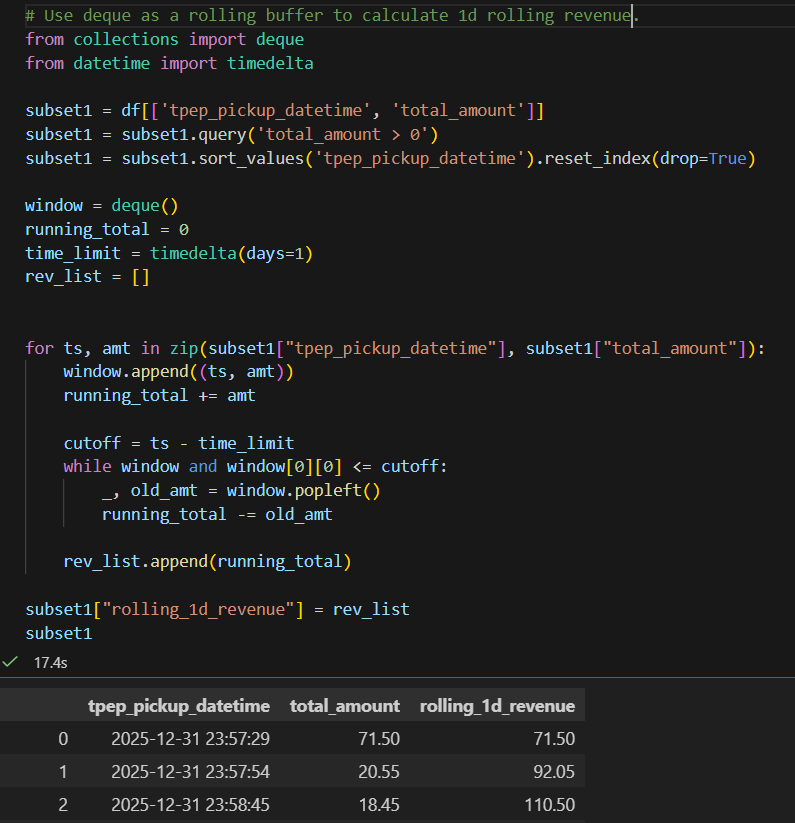 # Use deque as a rolling buffer to calculate 1d rolling revenue.
from collections import deque
from datetime import timedelta

subset1 = df[['tpep_pickup_datetime', 'total_amount']]
subset1 = subset1.query('total_amount > 0')
subset1 = subset1.sort_values('tpep_pickup_datetime').reset_index(drop=True)

window = deque()
running_total = 0
time_limit = timedelta(days=1)
rev_list = []


for ts, amt in zip(subset1["tpep_pickup_datetime"], subset1["total_amount"]):
    window.append((ts, amt))
    running_total += amt

    cutoff = ts - time_limit
    while window and window[0][0] <= cutoff:
        _, old_amt = window.popleft()
        running_total -= old_amt

    rev_list.append(running_total)

subset1["rolling_1d_revenue"] = rev_list
subset1
17.4s
tpep_pickup_datetime total_amount rolling_1d_revenue
0 2025-12-31 23:57:29 71.50 71.50
1 2025-12-31 23:57:54 20.55 92.05
2 2025-12-31 23:58:45 18.45 110.50